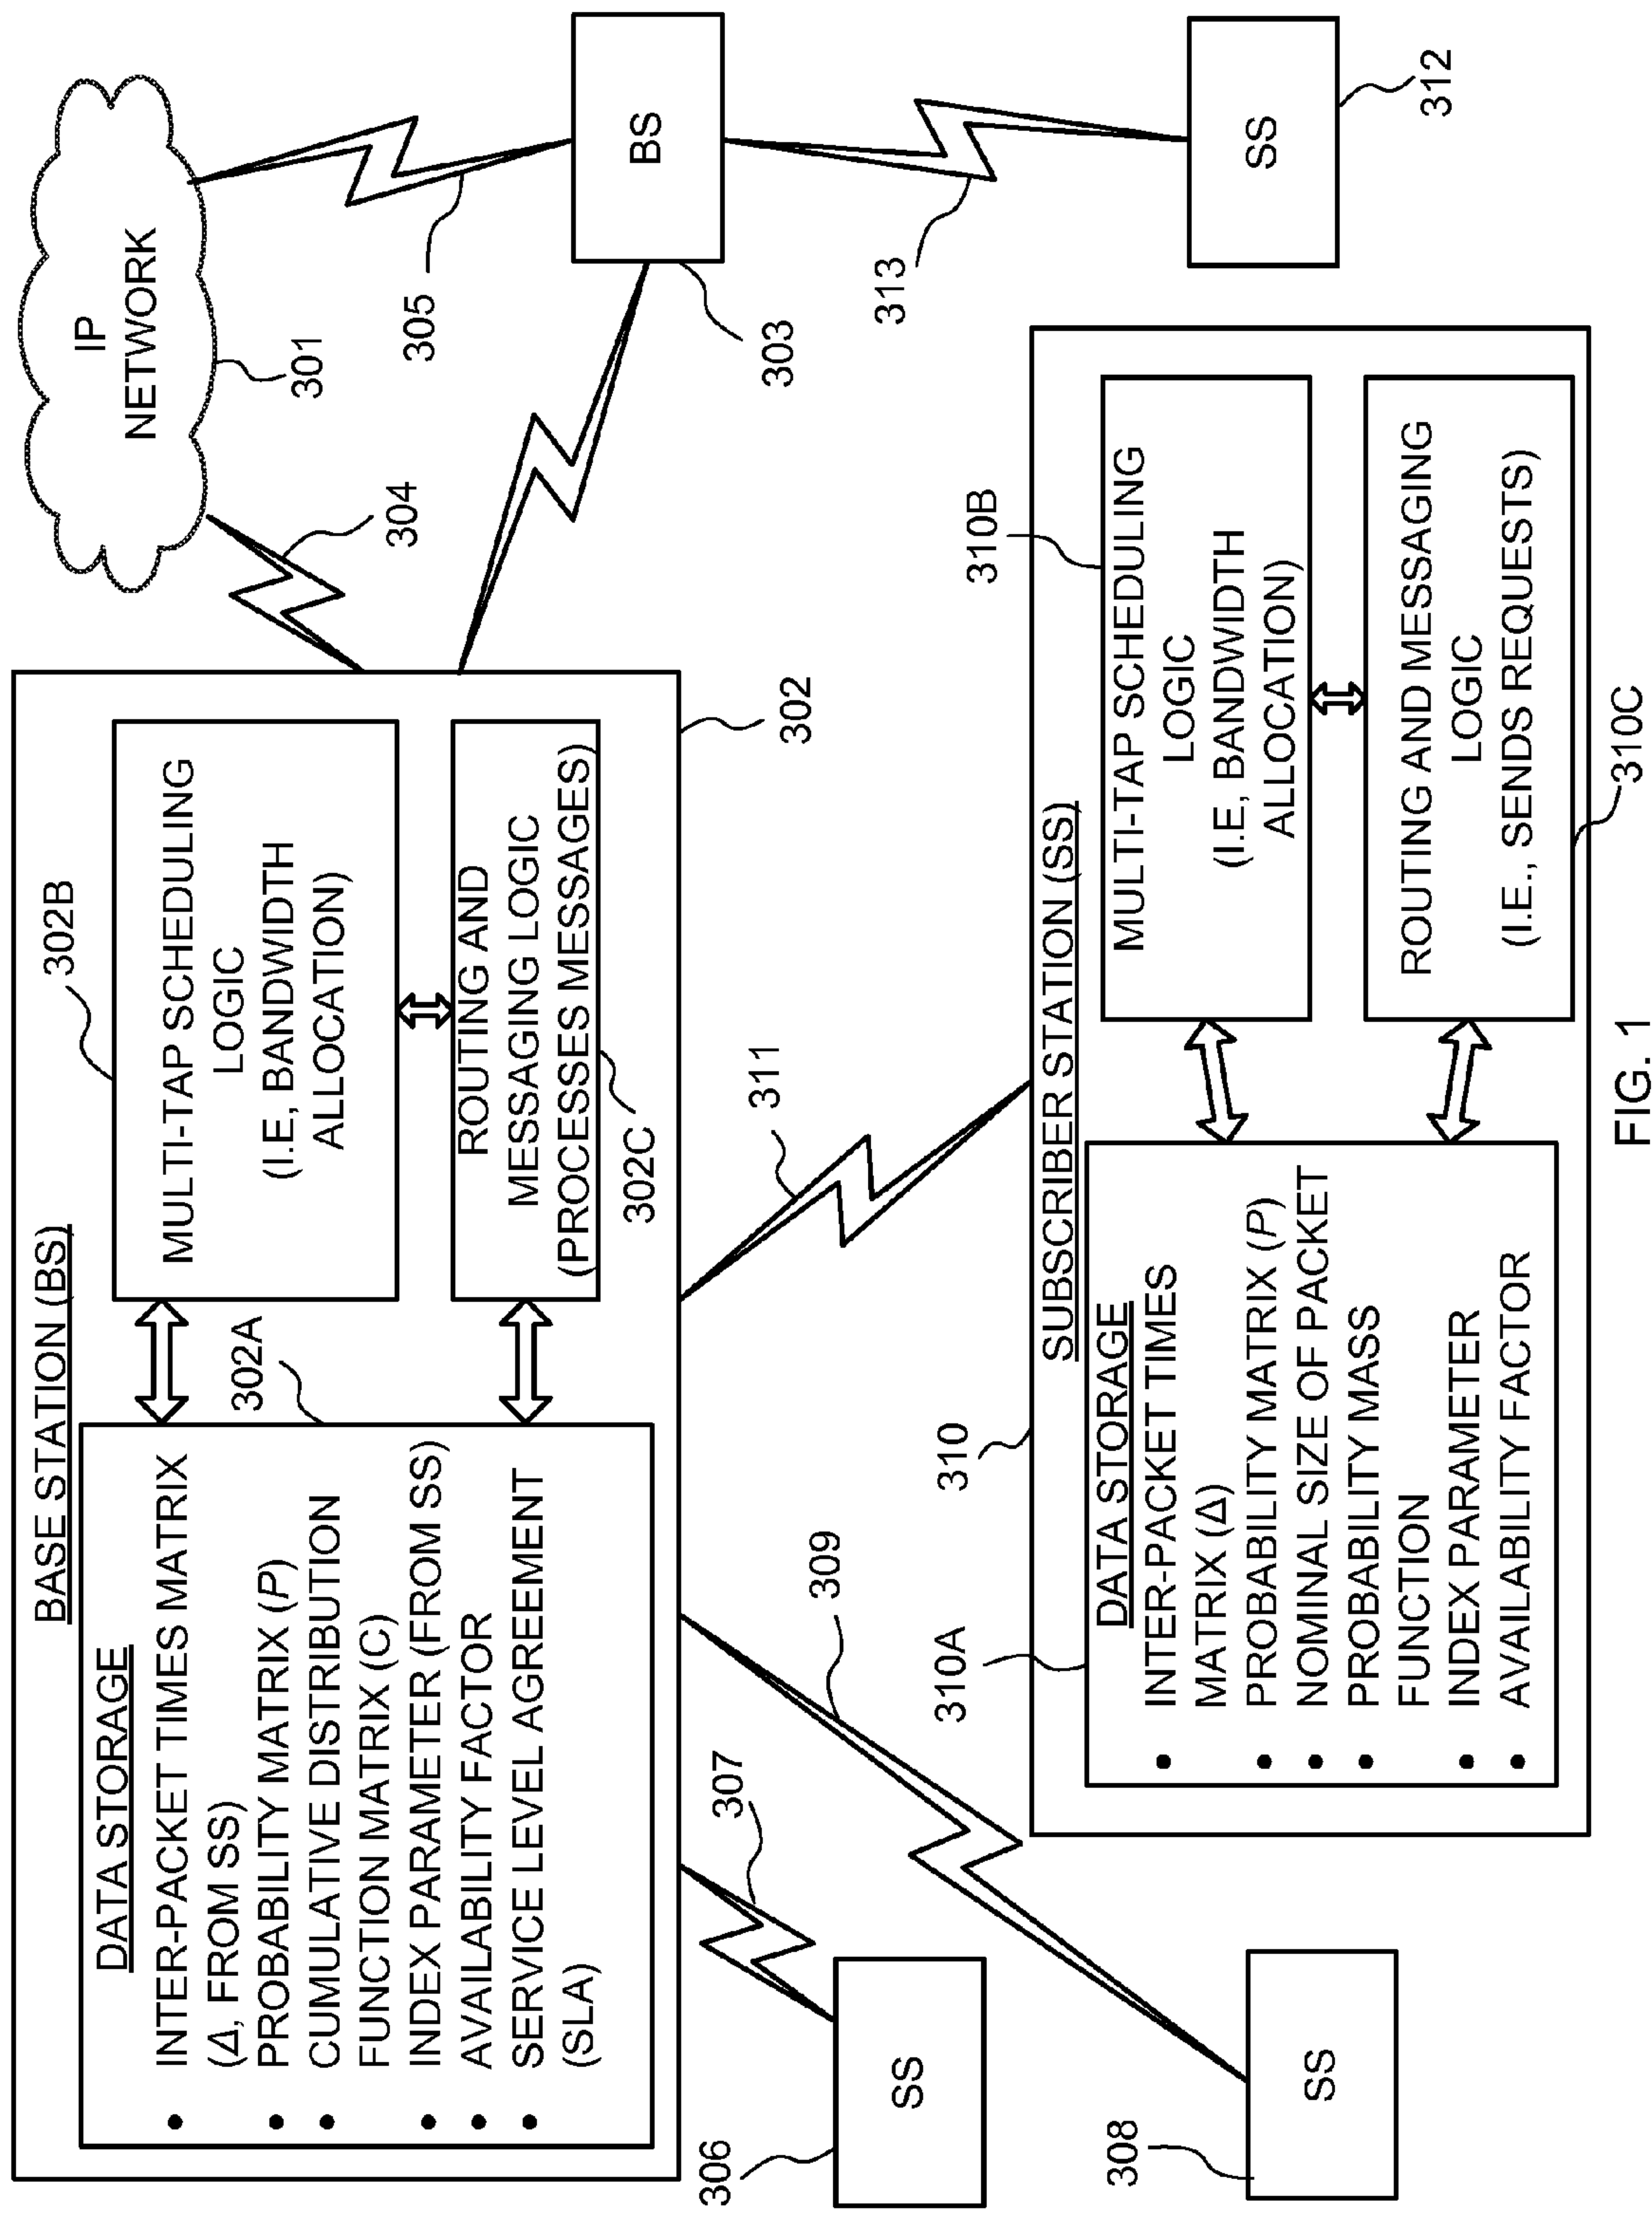 BASE STATION (BS)
DATA STORAGE
• INTER-PACKET TIMES MATRIX
(Δ, FROM SS)
• PROBABILITY MATRIX (P)
• CUMULATIVE DISTRIBUTION
FUNCTION MATRIX (C)
• INDEX PARAMETER (FROM SS)
• AVAILABILITY FACTOR
• SERVICE LEVEL AGREEMENT
(SLA)
302A
302B
MULTI-TAP SCHEDULING
LOGIC
(I.E, BANDWIDTH
ALLOCATION)
ROUTING AND
MESSAGING LOGIC
(PROCESSES MESSAGES)
302C
302
304
IP
NETWORK
301
305
BS
303
313
SS
312
306
SS
307
308
SS
309
311
310
SUBSCRIBER STATION (SS)
310A
DATA STORAGE
• INTER-PACKET TIMES
MATRIX (Δ)
• PROBABILITY MATRIX (P)
• NOMINAL SIZE OF PACKET
• PROBABILITY MASS
FUNCTION
• INDEX PARAMETER
• AVAILABILITY FACTOR
310B
MULTI-TAP SCHEDULING
LOGIC
(I.E, BANDWIDTH
ALLOCATION)
ROUTING AND MESSAGING
LOGIC
(I.E., SENDS REQUESTS)
310C
FIG. 1